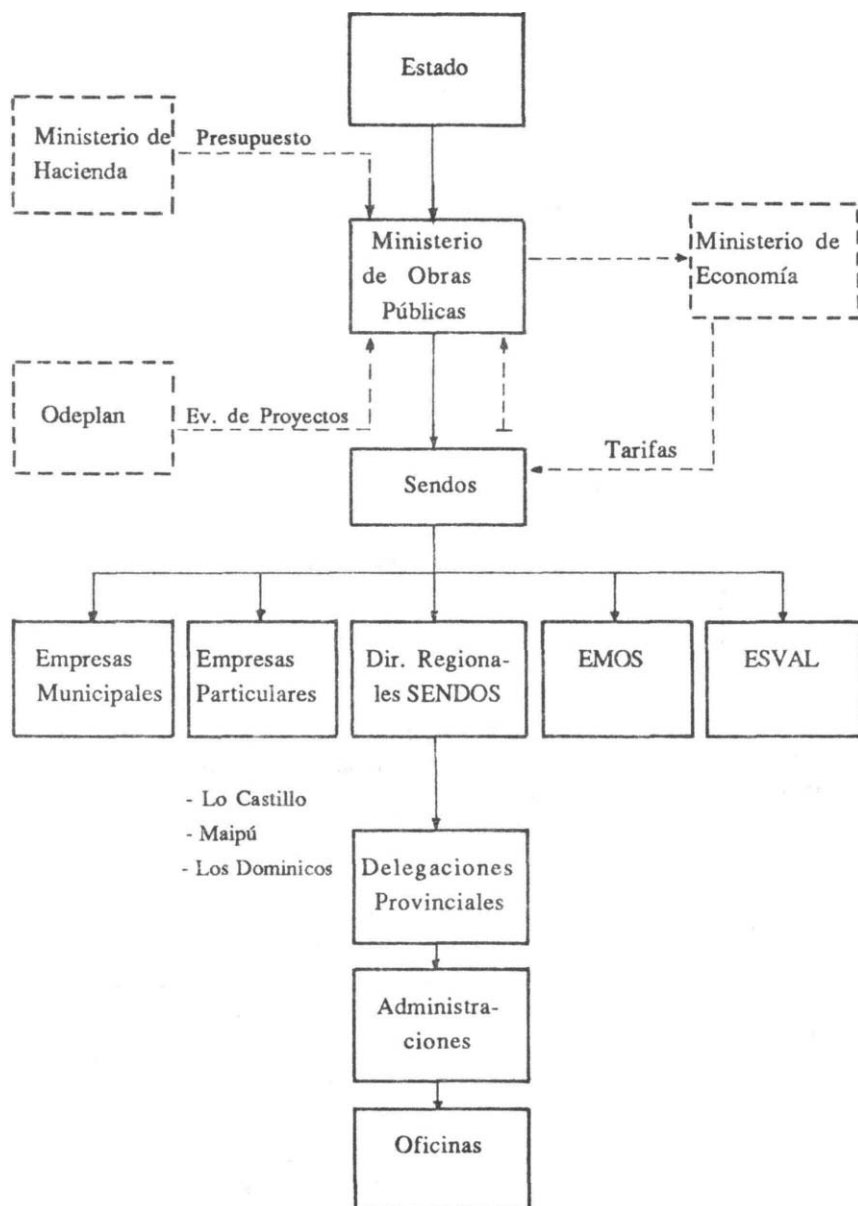 Estado
Ministerio de
Hacienda
Presupuesto
Ministerio
de Obras
Públicas
Ministerio de
Economía
Odeplan
Ev. de Proyectos
Tarifas
Sendos
Empresas
Municipales
Empresas
Particulares
Dir. Regiona-
les SENDOS
EMOS
ESVAL
- Lo Castillo
- Maipú
- Los Dominicos
Delegaciones
Provinciales
Administra-
ciones
Oficinas